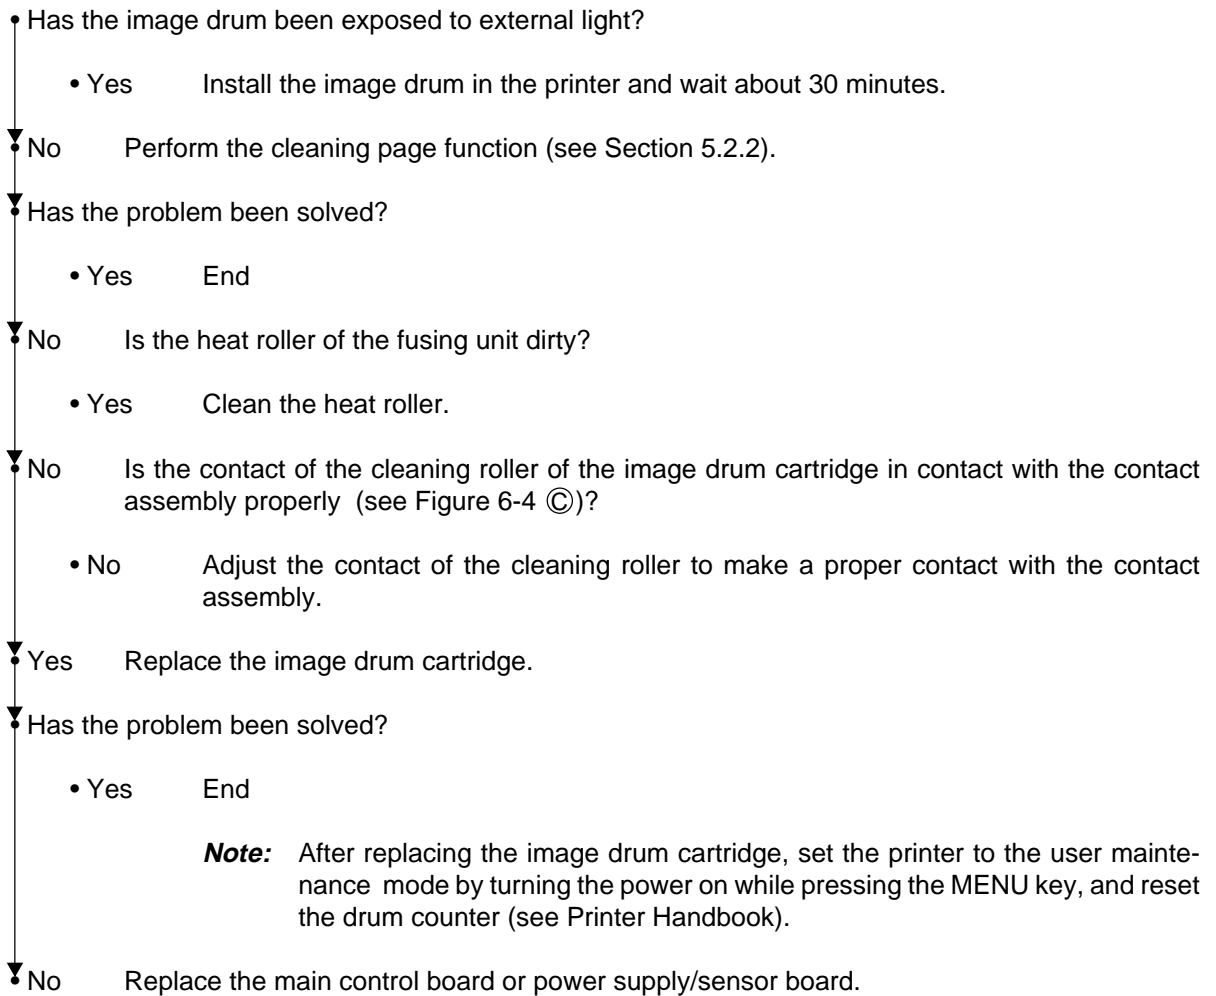 • Has the image drum been exposed to external light?
• Yes Install the image drum in the printer and wait about 30 minutes.
• No Perform the cleaning page function (see Section 5.2.2).
• Has the problem been solved?
• Yes End
• No Is the heat roller of the fusing unit dirty?
• Yes Clean the heat roller.
• No Is the contact of the cleaning roller of the image drum cartridge in contact with the contact
assembly properly (see Figure 6-4 Ⓒ)?
• No Adjust the contact of the cleaning roller to make a proper contact with the contact
assembly.
• Yes Replace the image drum cartridge.
• Has the problem been solved?
• Yes End
Note: After replacing the image drum cartridge, set the printer to the user mainte-
nance mode by turning the power on while pressing the MENU key, and reset
the drum counter (see Printer Handbook).
• No Replace the main control board or power supply/sensor board.